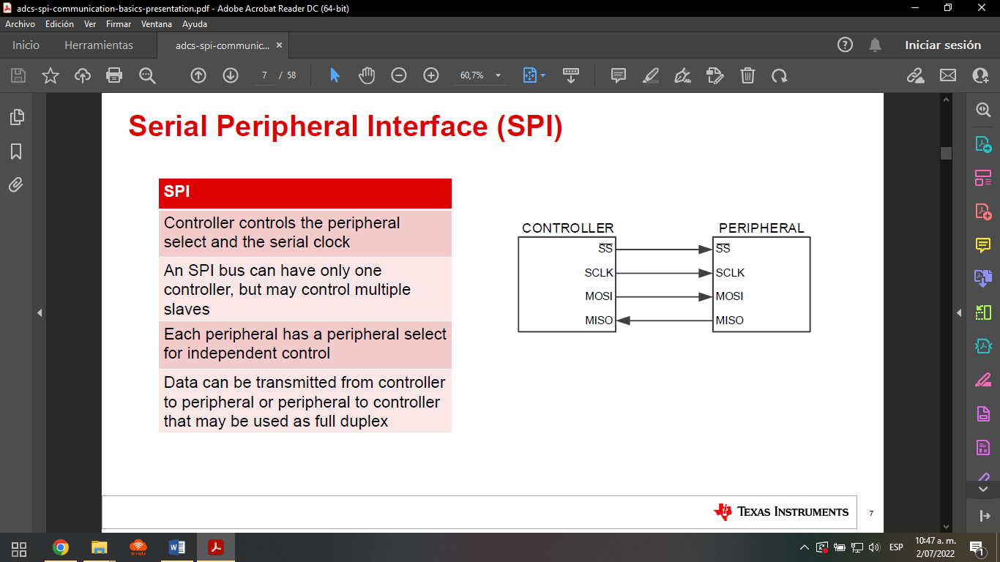 adcs-spi-communication-basics-presentation.pdf - Adobe Acrobat Reader DC (64-bit)
Archivo Edición Ver Firmar Ventana Ayuda
Inicio Herramientas adcs-spi-communic... × Iniciar sesión
7 / 58 60,7%
Serial Peripheral Interface (SPI)
SPI
Controller controls the peripheral
select and the serial clock
An SPI bus can have only one
controller, but may control multiple
slaves
Each peripheral has a peripheral select
for independent control
Data can be transmitted from controller
to peripheral or peripheral to controller
that may be used as full duplex
CONTROLLER PERIPHERAL
SS SS
SCLK SCLK
MOSI MOSI
MISO MISO
TEXAS INSTRUMENTS 7
ESP
10:47 a. m.
2/07/2022
1